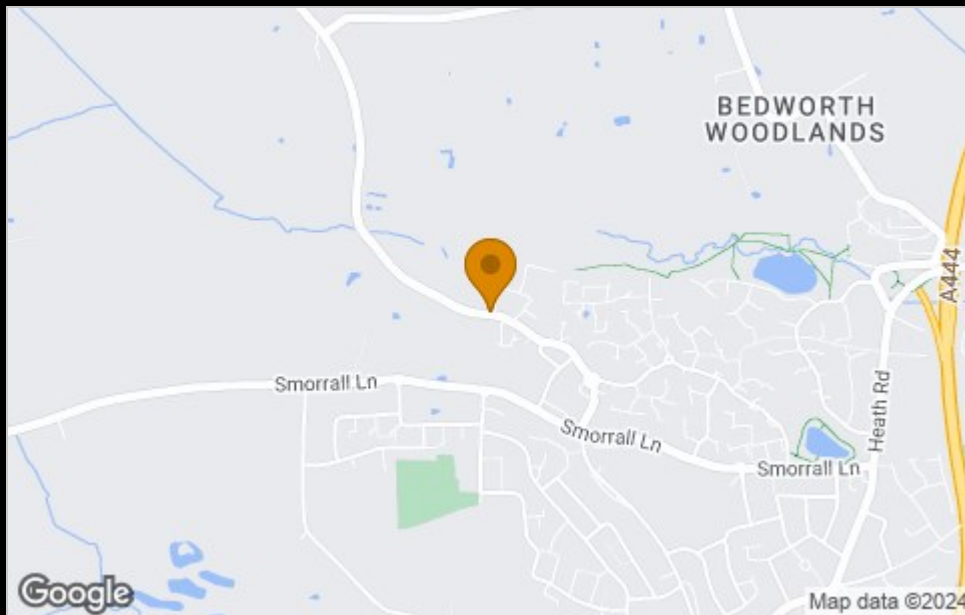 BEDWORTH
WOODLANDS
A444
Smorrall Ln
Heath Rd
Smorrall Ln
Smorrall Ln
Google
Map data ©2024